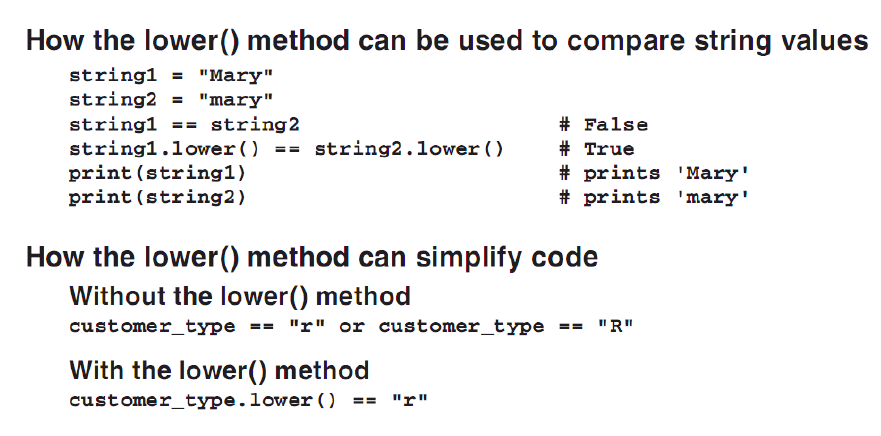 How the lower() method can be used to compare string values
string1 = "Mary"
string2 = "mary"
string1 == string2 # False
string1.lower() == string2.lower() # True
print(string1) # prints 'Mary'
print(string2) # prints 'mary'
How the lower() method can simplify code
Without the lower() method
customer_type == "r" or customer_type == "R"
With the lower() method
customer_type.lower() == "r"